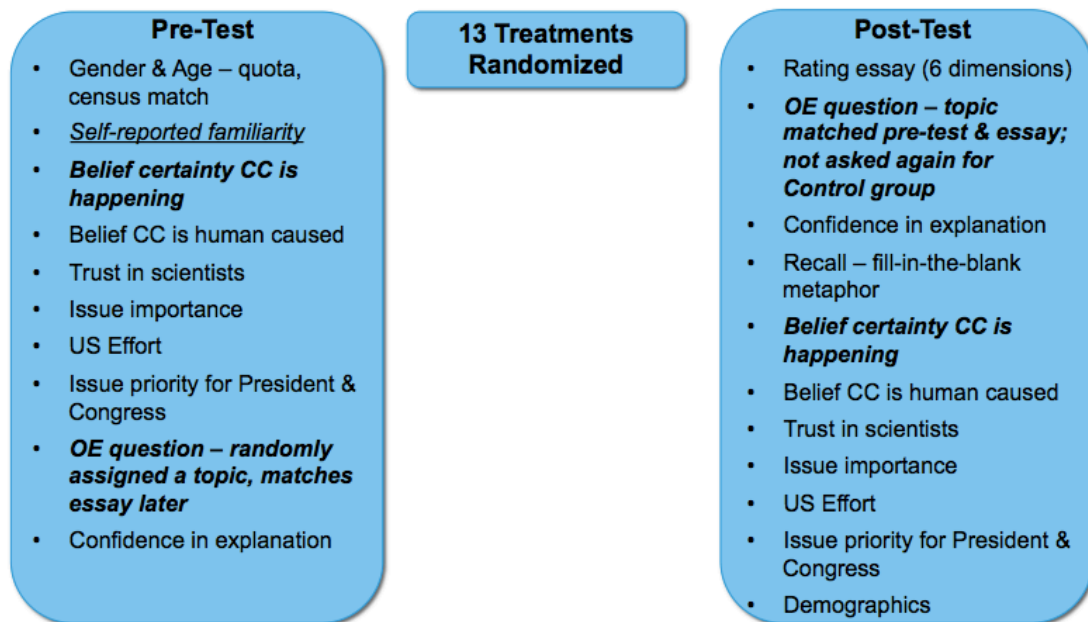 Pre-Test
• Gender & Age – quota,
census match
• Self-reported familiarity
• Belief certainty CC is
happening
• Belief CC is human caused
• Trust in scientists
• Issue importance
• US Effort
• Issue priority for President &
Congress
• OE question – randomly
assigned a topic, matches
essay later
• Confidence in explanation
13 Treatments
Randomized
Post-Test
• Rating essay (6 dimensions)
• OE question – topic
matched pre-test & essay;
not asked again for
Control group
• Confidence in explanation
• Recall – fill-in-the-blank
metaphor
• Belief certainty CC is
happening
• Belief CC is human caused
• Trust in scientists
• Issue importance
• US Effort
• Issue priority for President &
Congress
• Demographics